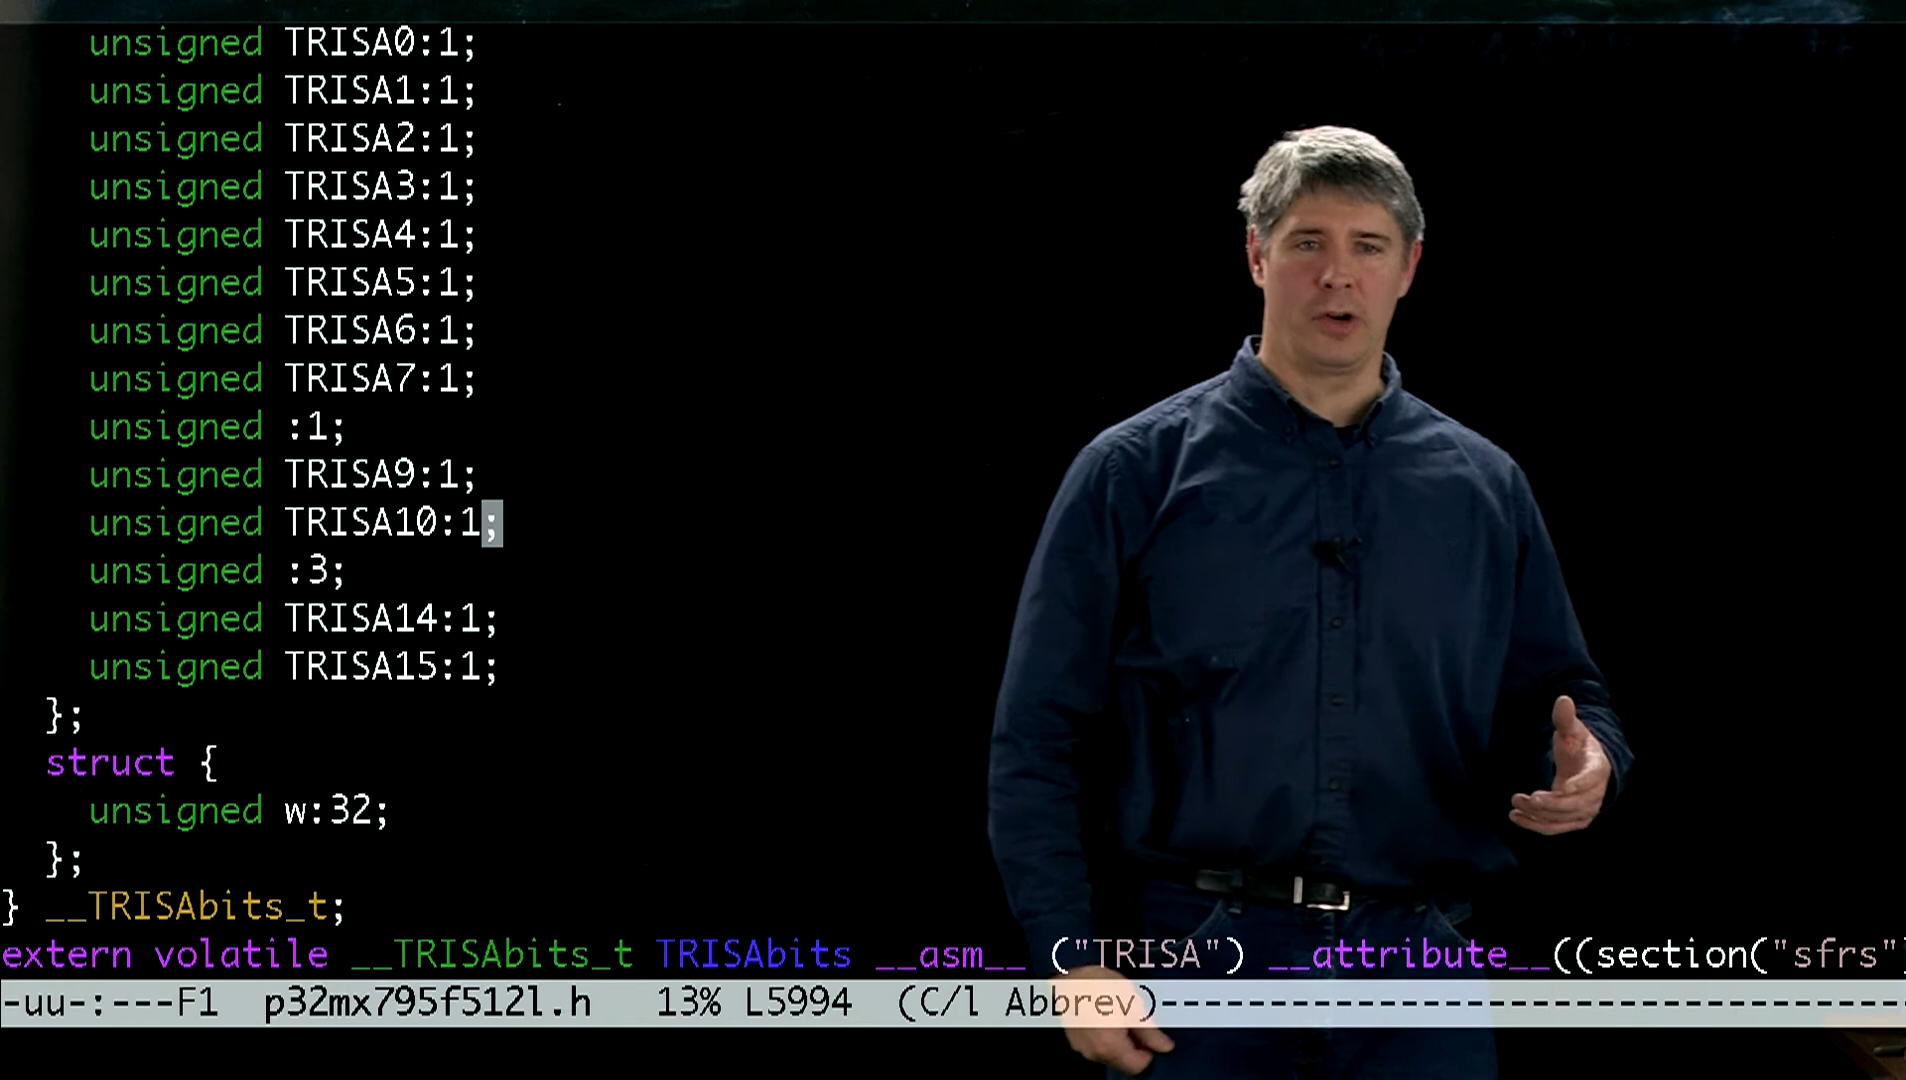 unsigned TRISA0:1;
unsigned TRISA1:1;
unsigned TRISA2:1;
unsigned TRISA3:1;
unsigned TRISA4:1;
unsigned TRISA5:1;
unsigned TRISA6:1;
unsigned TRISA7:1;
unsigned :1;
unsigned TRISA9:1;
unsigned TRISA10:1;
unsigned :3;
unsigned TRISA14:1;
unsigned TRISA15:1;
};
struct {
unsigned w:32;
};
} __TRISAbits_t;
extern volatile __TRISAbits_t TRISAbits __asm__ ("TRISA") __attribute__((section("sfrs")
-uu-:---F1 p32mx795f512l.h 13% L5994 (C/l Abbrev)-----------------------------------